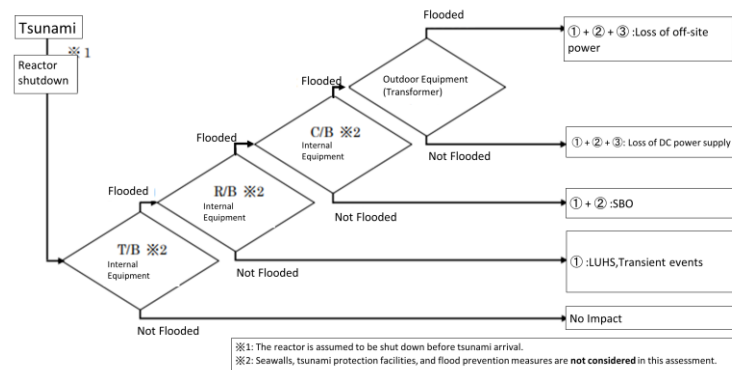 Tsunami
※1
Reactor
shutdown
Flooded
Outdoor Equipment
(Transformer)
① + ② + ③ :Loss of off-site
power
Flooded
C/B ※2
Internal
Equipment
Not Flooded
① + ② + ③: Loss of DC power supply
Flooded
R/B ※2
Internal
Equipment
Not Flooded
① + ② :SBO
Flooded
T/B ※2
Internal
Equipment
Not Flooded
① :LUHS,Transient events
Not Flooded
No Impact
※1: The reactor is assumed to be shut down before tsunami arrival.
※2: Seawalls, tsunami protection facilities, and flood prevention measures are not considered in this assessment.